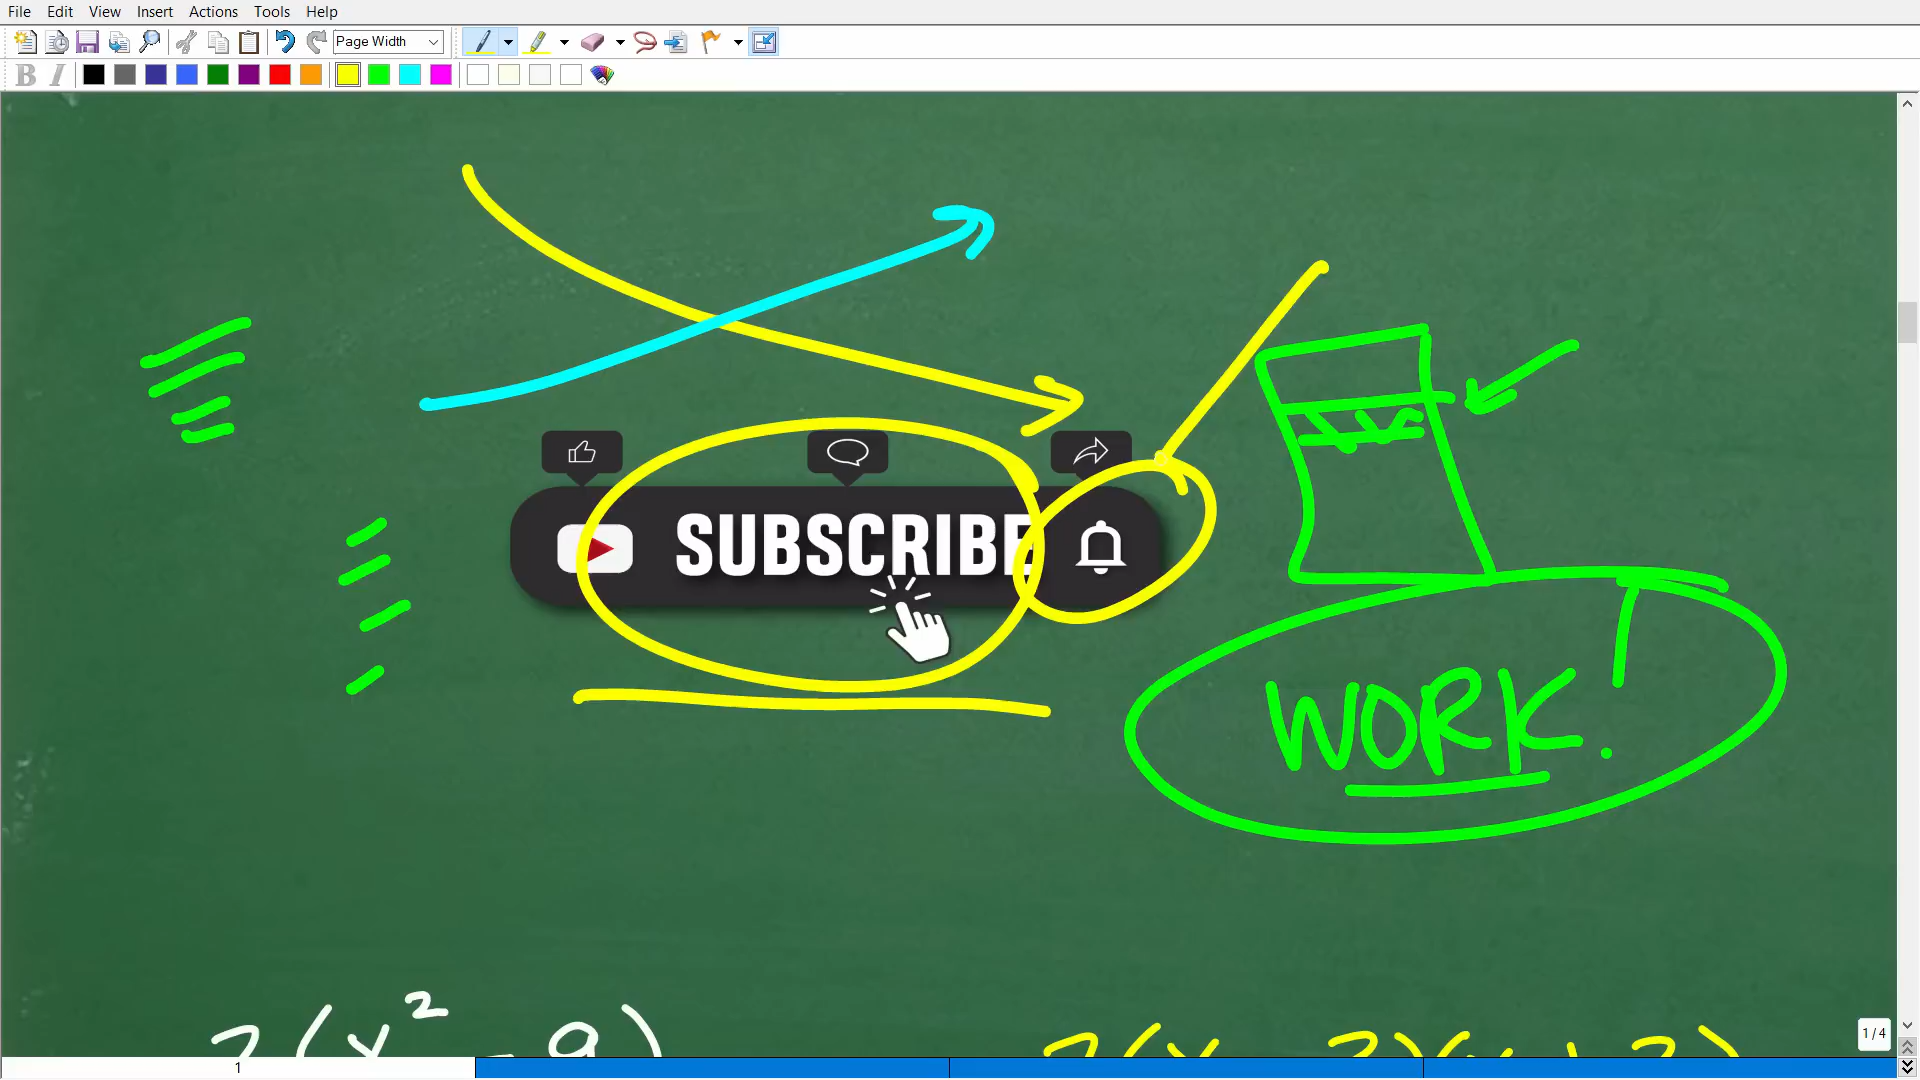 File Edit View Insert Actions Tools Help
Page Width
B I
SUBSCRIBE
WORK!
1 / 4
1